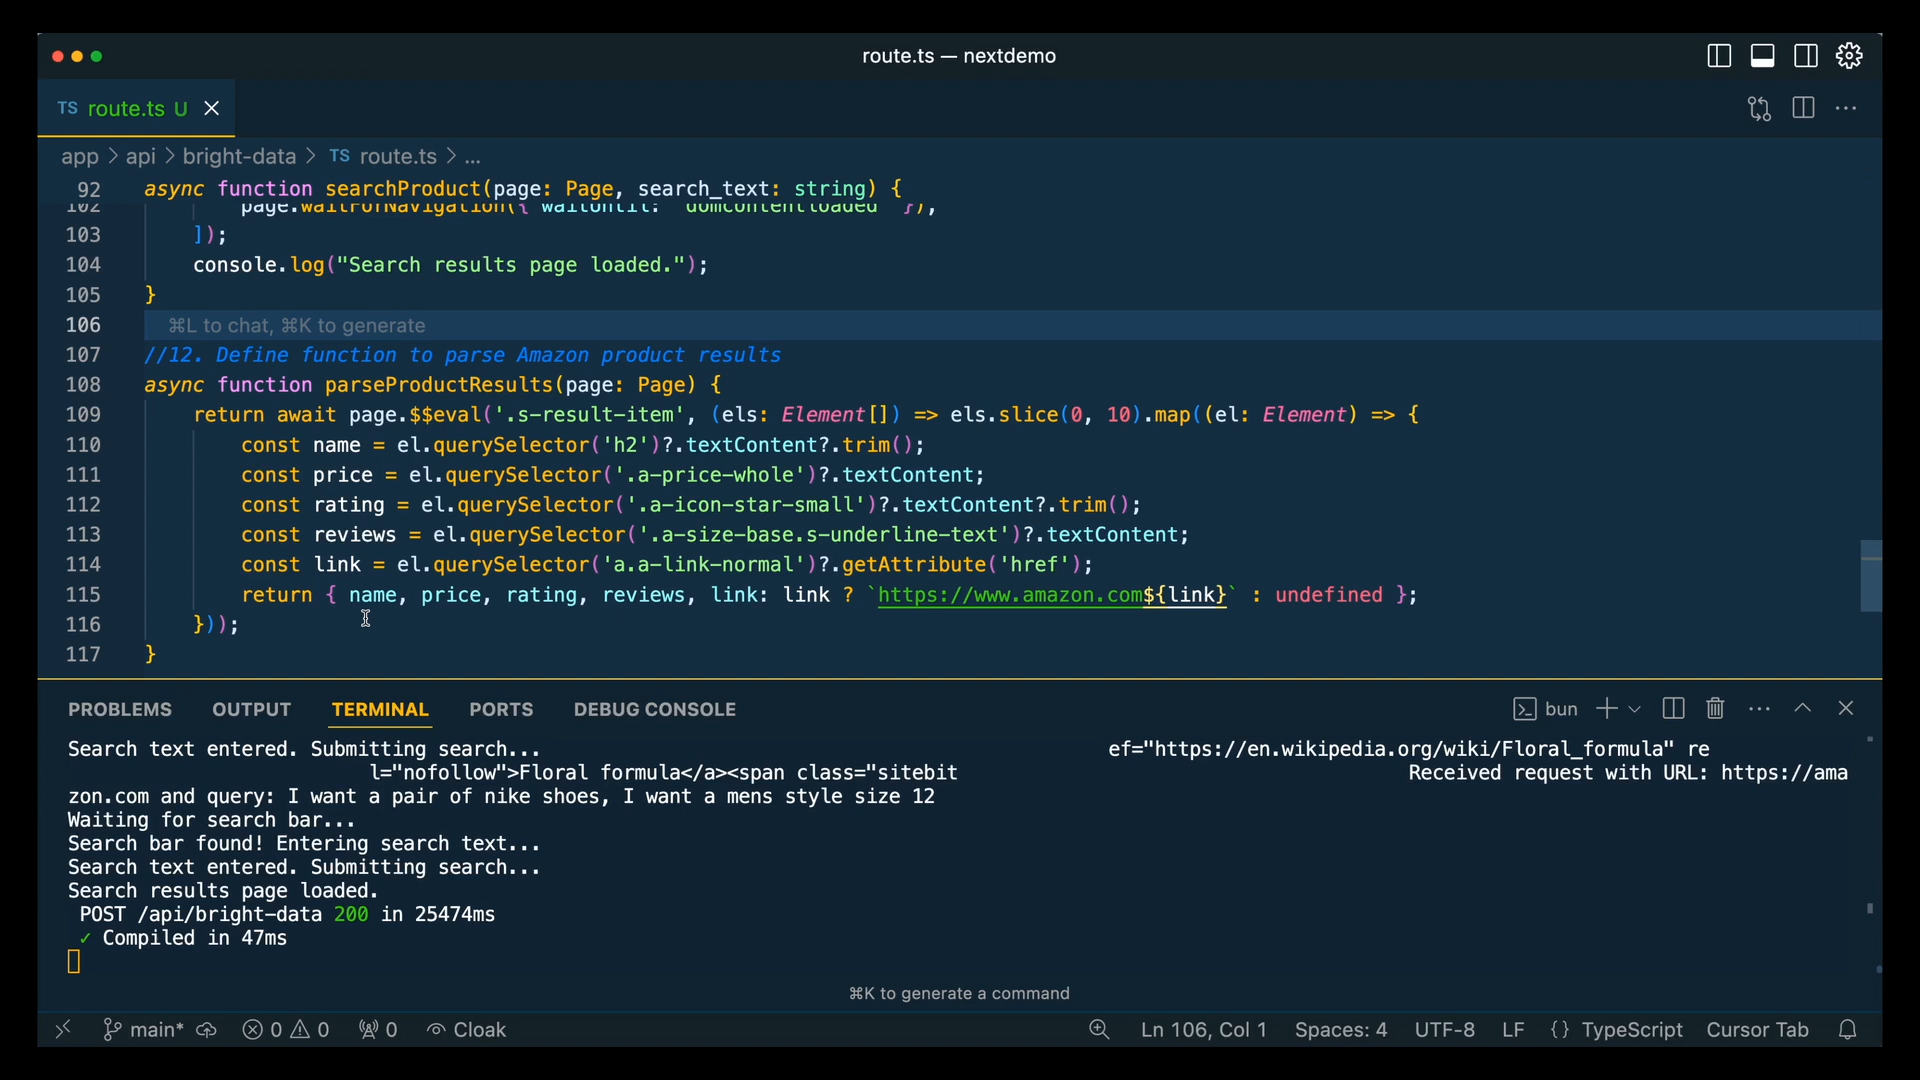 route.ts — nextdemo
TS route.ts U
app > api > bright-data > TS route.ts > ...
92 async function searchProduct(page: Page, search_text: string) {
102 page.waitForNavigation({ waitUntil: "domcontentloaded" }),
103 ]);
104 console.log("Search results page loaded.");
105 }
106 ⌘L to chat, ⌘K to generate
107 //12. Define function to parse Amazon product results
108 async function parseProductResults(page: Page) {
109 return await page.$$eval('.s-result-item', (els: Element[]) => els.slice(0, 10).map((el: Element) => {
110 const name = el.querySelector('h2')?.textContent?.trim();
111 const price = el.querySelector('.a-price-whole')?.textContent;
112 const rating = el.querySelector('.a-icon-star-small')?.textContent?.trim();
113 const reviews = el.querySelector('.a-size-base.s-underline-text')?.textContent;
114 const link = el.querySelector('a.a-link-normal')?.getAttribute('href');
115 return { name, price, rating, reviews, link: link ? `https://www.amazon.com${link}` : undefined };
116 }));
117 }
PROBLEMS OUTPUT TERMINAL PORTS DEBUG CONSOLE bun
Search text entered. Submitting search... ef="https://en.wikipedia.org/wiki/Floral_formula" re
l="nofollow">Floral formula</a><span class="sitebit Received request with URL: https://ama
zon.com and query: I want a pair of nike shoes, I want a mens style size 12
Waiting for search bar...
Search bar found! Entering search text...
Search text entered. Submitting search...
Search results page loaded.
POST /api/bright-data 200 in 25474ms
✓ Compiled in 47ms
⌘K to generate a command
main* 0 0 0 Cloak Ln 106, Col 1 Spaces: 4 UTF-8 LF {} TypeScript Cursor Tab